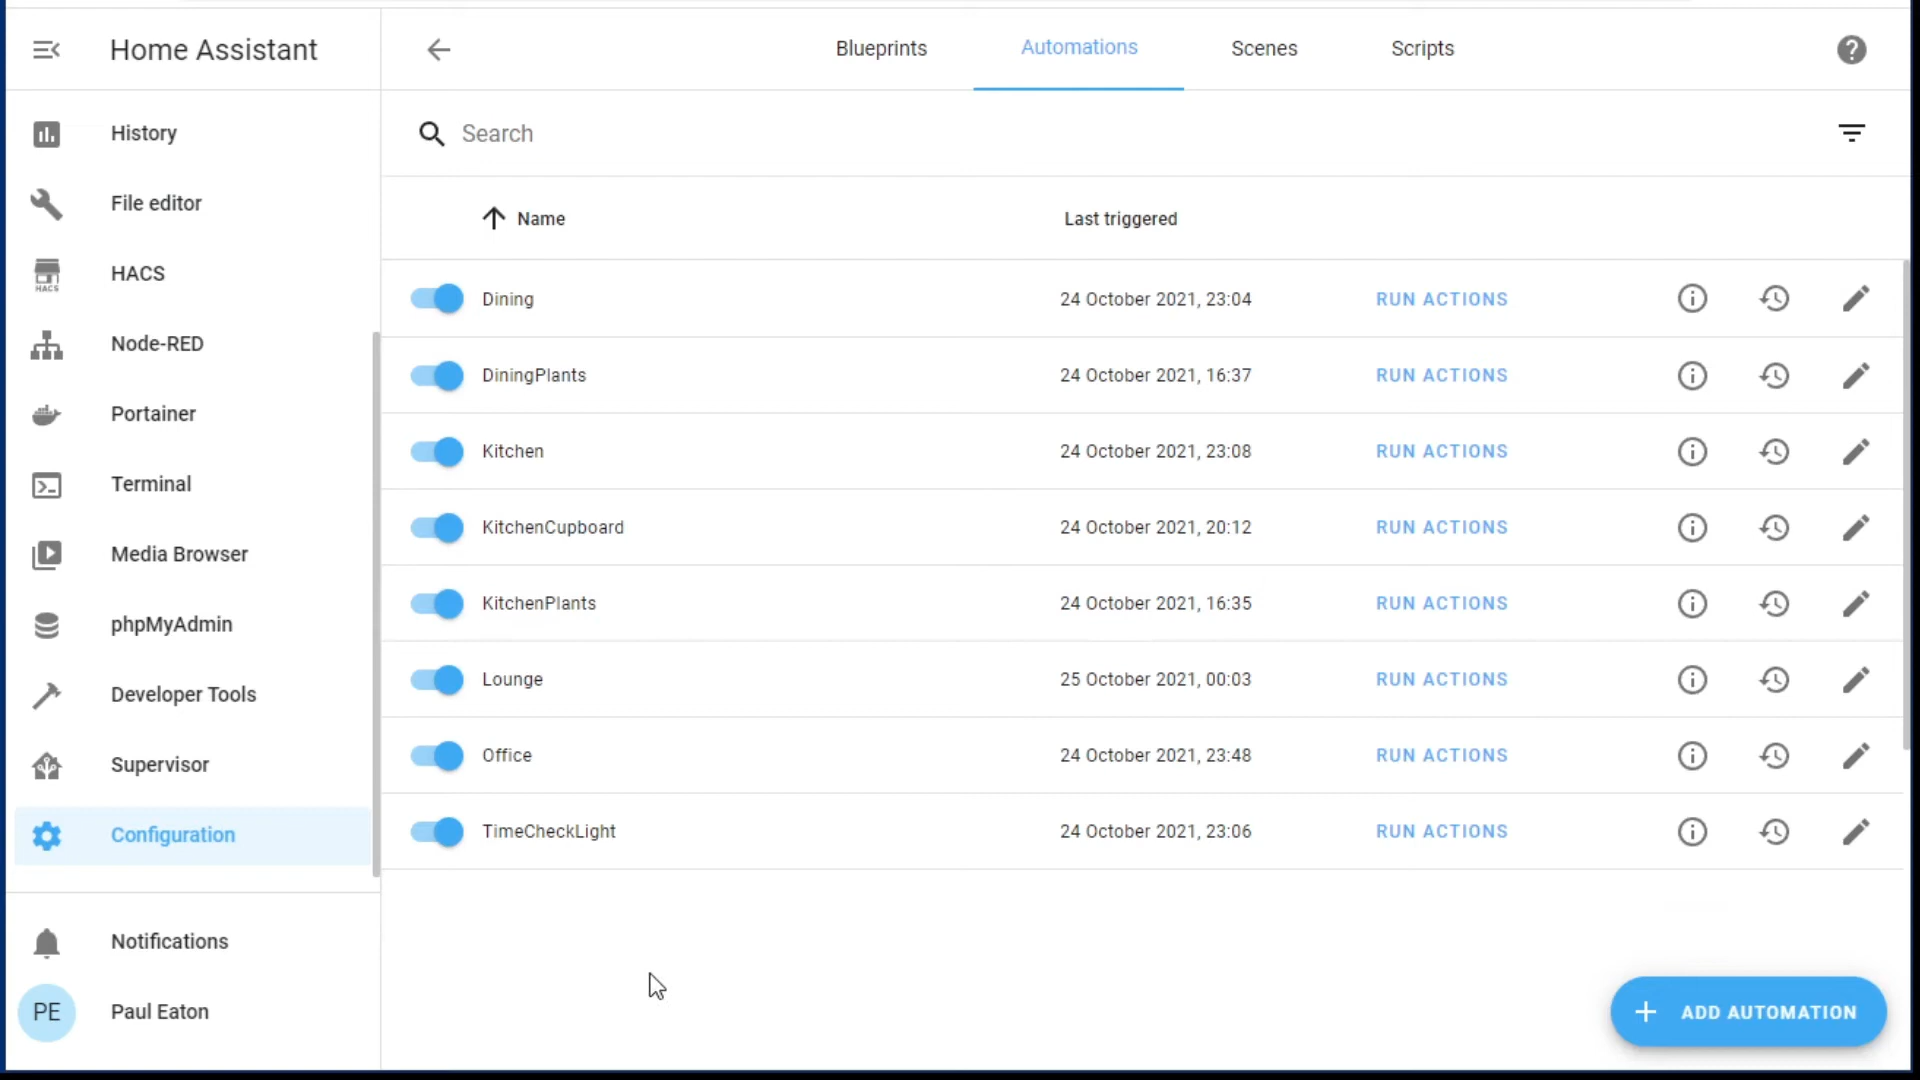 Home Assistant
Blueprints
Automations
Scenes
Scripts
History
File editor
HACS
HACS
Node-RED
Portainer
Terminal
Media Browser
phpMyAdmin
Developer Tools
Supervisor
Configuration
Notifications
PE
Paul Eaton
Search
Name
Last triggered
Dining 24 October 2021, 23:04 RUN ACTIONS
DiningPlants 24 October 2021, 16:37 RUN ACTIONS
Kitchen 24 October 2021, 23:08 RUN ACTIONS
KitchenCupboard 24 October 2021, 20:12 RUN ACTIONS
KitchenPlants 24 October 2021, 16:35 RUN ACTIONS
Lounge 25 October 2021, 00:03 RUN ACTIONS
Office 24 October 2021, 23:48 RUN ACTIONS
TimeCheckLight 24 October 2021, 23:06 RUN ACTIONS
ADD AUTOMATION